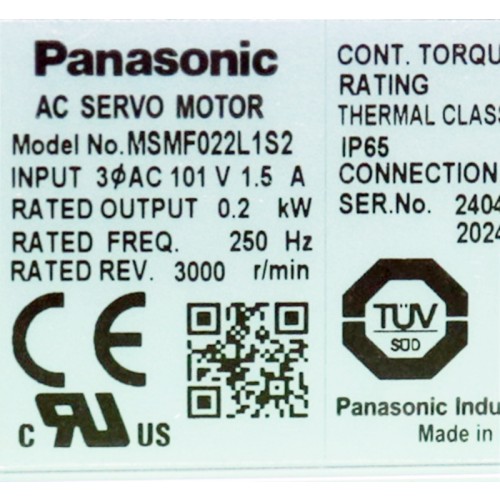 Panasonic
AC SERVO MOTOR
Model No.MSMF022L1S2
INPUT 3ϕAC 101 V 1.5 A
RATED OUTPUT 0.2 kW
RATED FREQ. 250 Hz
RATED REV. 3000 r/min
CE
c RU US
CONT. TORQU
RATING
THERMAL CLASS
IP65
CONNECTION
SER.No. 2404
2024
TÜV
SÜD
Panasonic Indu
Made in